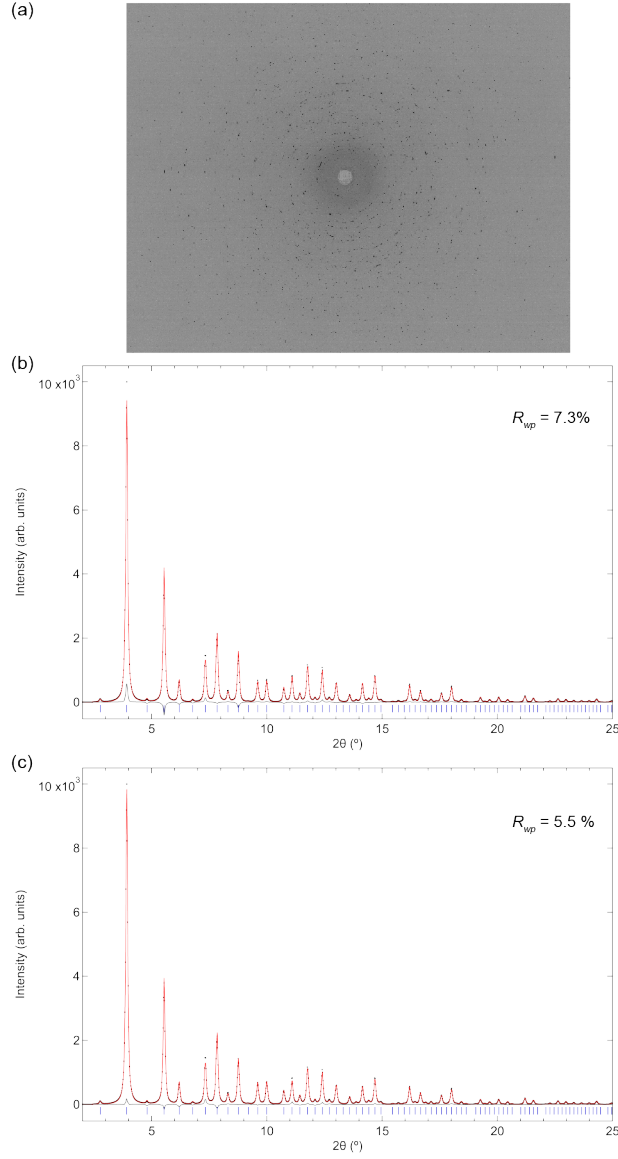 (a)
(b)
10 x10³
8
6
4
2
0
Intensity (arb. units)
R_wp = 7.3%
5
10
15
20
25
2θ (º)
(c)
10 x10³
8
6
4
2
0
Intensity (arb. units)
R_wp = 5.5 %
5
10
15
20
25
2θ (º)